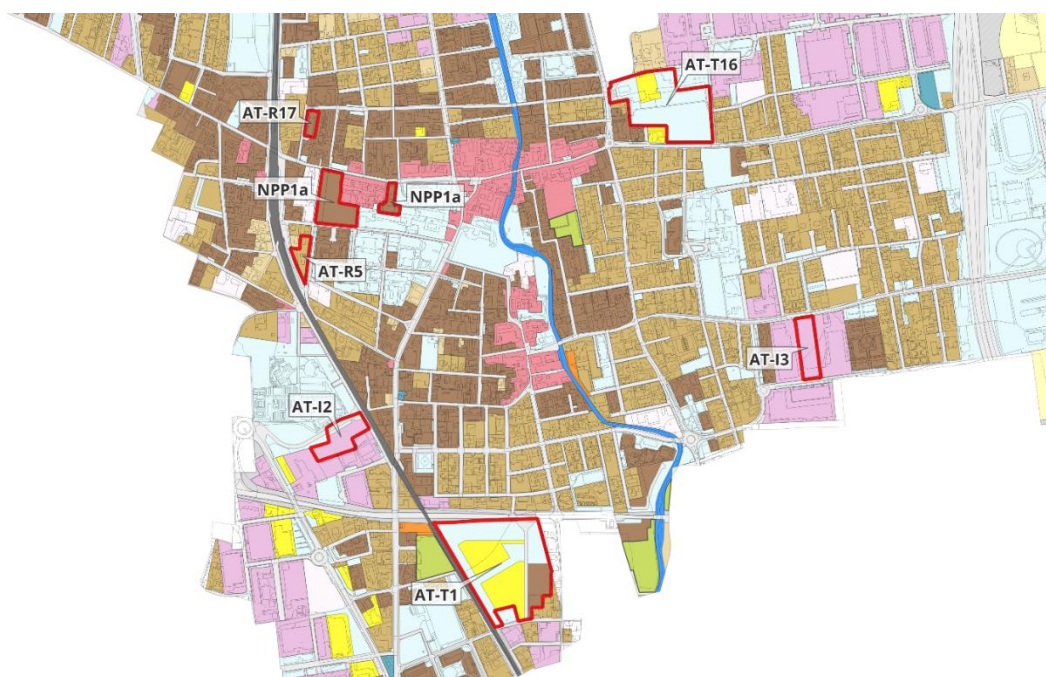 AT-T16
AT-R17
NPP1a
NPP1a
AT-R5
AT-I3
AT-I2
AT-T1